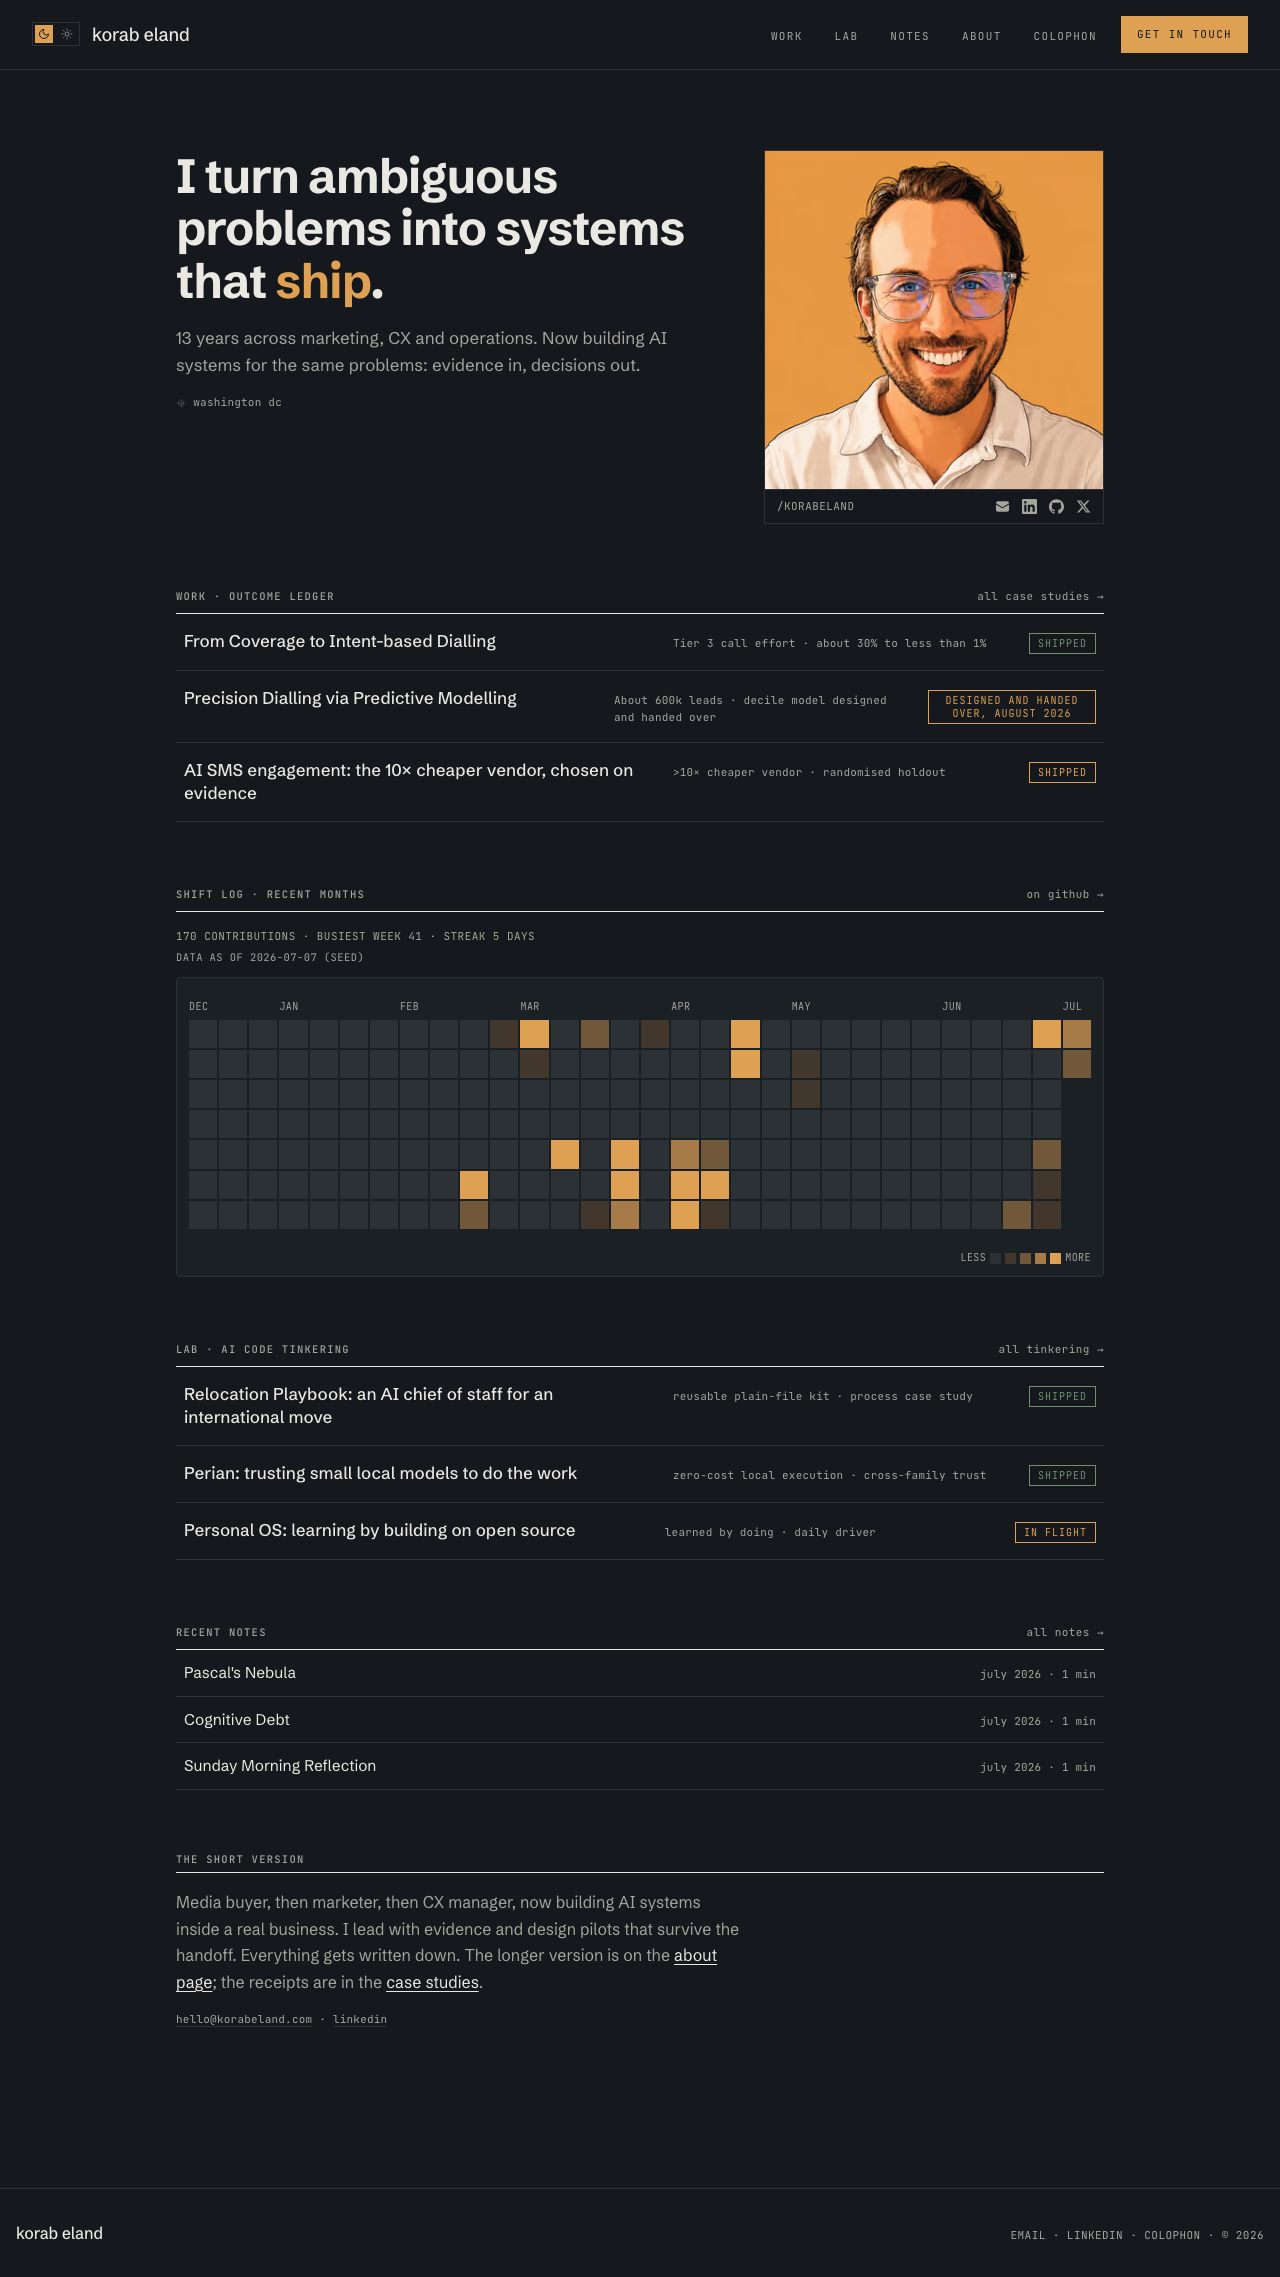 korab eland
WORK LAB NOTES ABOUT COLOPHON GET IN TOUCH
I turn ambiguous
problems into systems
that ship.
13 years across marketing, CX and operations. Now building AI
systems for the same problems: evidence in, decisions out.
washington dc
/KORABELAND
WORK · OUTCOME LEDGER all case studies →
From Coverage to Intent-based Dialling Tier 3 call effort · about 30% to less than 1% SHIPPED
Precision Dialling via Predictive Modelling About 600k leads · decile model designed DESIGNED AND HANDED
and handed over OVER, AUGUST 2026
AI SMS engagement: the 10× cheaper vendor, chosen on >10× cheaper vendor · randomised holdout SHIPPED
evidence
SHIFT LOG · RECENT MONTHS on github →
170 CONTRIBUTIONS · BUSIEST WEEK 41 · STREAK 5 DAYS
DATA AS OF 2026-07-07 (SEED)
DEC JAN FEB MAR APR MAY JUN JUL
LESS MORE
LAB · AI CODE TINKERING all tinkering →
Relocation Playbook: an AI chief of staff for an reusable plain-file kit · process case study SHIPPED
international move
Perian: trusting small local models to do the work zero-cost local execution · cross-family trust SHIPPED
Personal OS: learning by building on open source learned by doing · daily driver IN FLIGHT
RECENT NOTES all notes →
Pascal's Nebula july 2026 · 1 min
Cognitive Debt july 2026 · 1 min
Sunday Morning Reflection july 2026 · 1 min
THE SHORT VERSION
Media buyer, then marketer, then CX manager, now building AI systems
inside a real business. I lead with evidence and design pilots that survive the
handoff. Everything gets written down. The longer version is on the about
page; the receipts are in the case studies.
hello@korabeland.com · linkedin
korab eland EMAIL · LINKEDIN · COLOPHON · © 2026